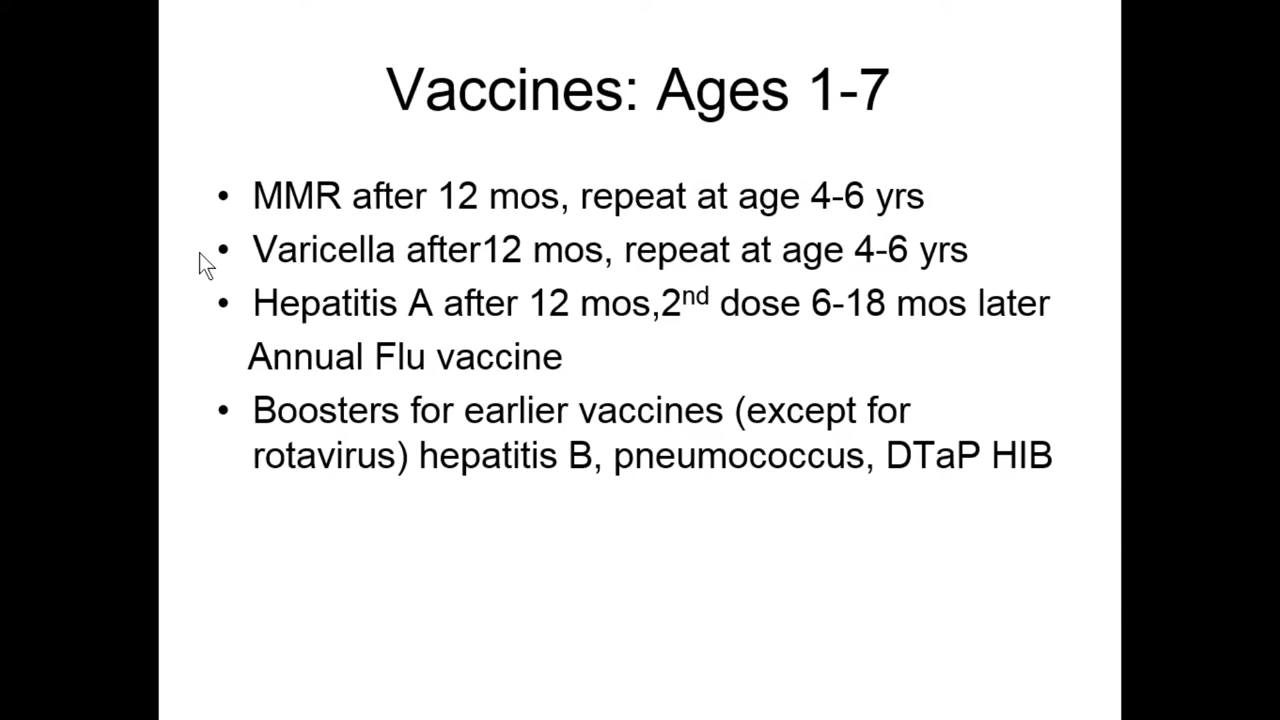 Vaccines: Ages 1-7
• MMR after 12 mos, repeat at age 4-6 yrs
• Varicella after12 mos, repeat at age 4-6 yrs
• Hepatitis A after 12 mos,2nd dose 6-18 mos later
Annual Flu vaccine
• Boosters for earlier vaccines (except for
rotavirus) hepatitis B, pneumococcus, DTaP HIB